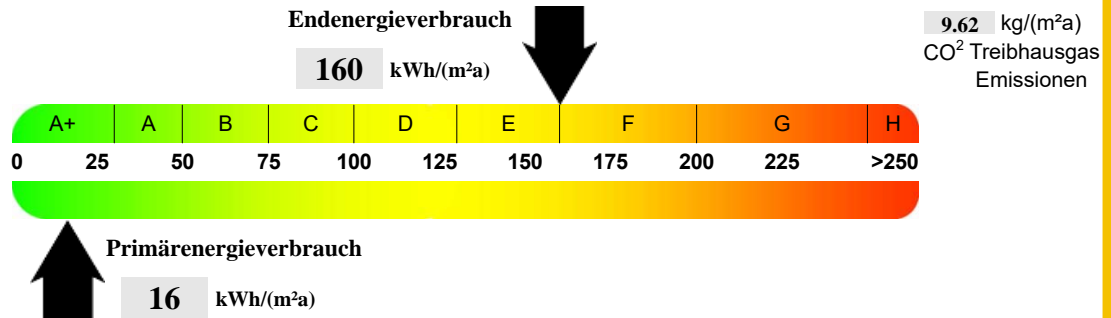 Endenergieverbrauch
160 kWh/(m²a)
9.62 kg/(m²a)
CO² Treibhausgas
Emissionen
A+ A B C D E F G H
0 25 50 75 100 125 150 175 200 225 >250
Primärenergieverbrauch
16 kWh/(m²a)